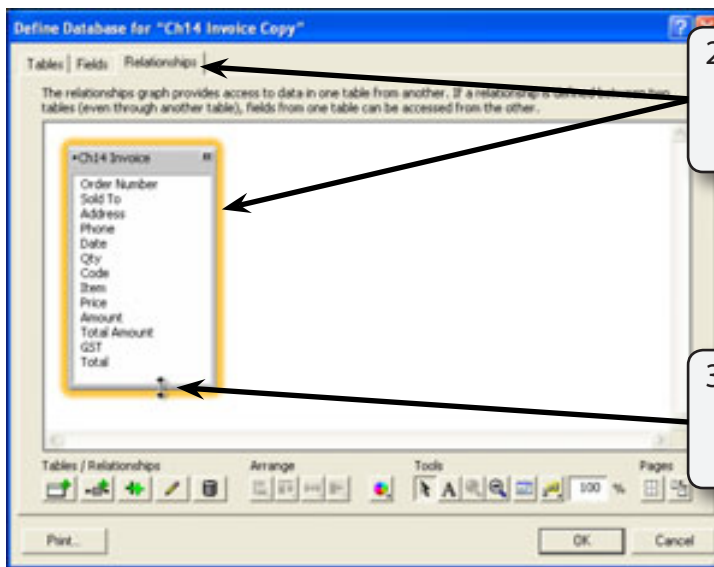 Define Database for "Ch14 Invoice Copy"
Tables Fields Relationships
The relationships graph provides access to data in one table from another. If a relationship is defined between two
tables (even through another table), fields from one table can be accessed from the other.
Ch14 Invoice
Order Number
Sold To
Address
Phone
Date
Qty
Code
Item
Price
Amount
Total Amount
GST
Total
2
3
Tables / Relationships Arrange Tools Pages
A 100 %
Print... OK Cancel